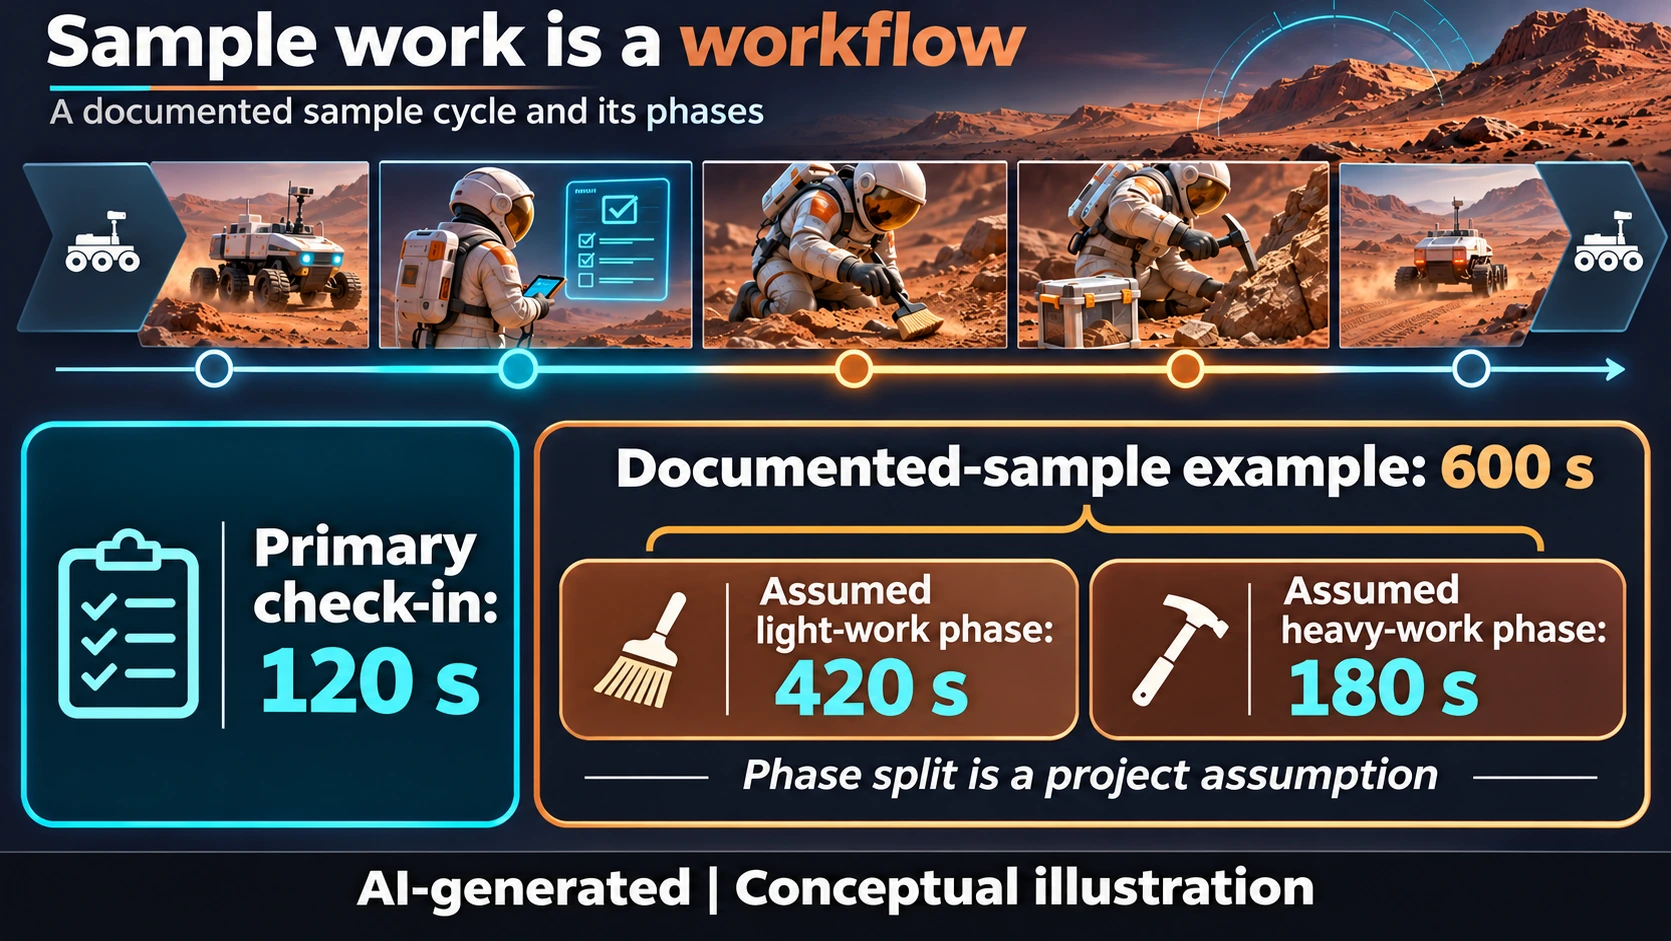 Sample work is a workflow
A documented sample cycle and its phases
Primary
check-in:
120 s
Documented-sample example: 600 s
Assumed
light-work phase:
420 s
Assumed
heavy-work phase:
180 s
Phase split is a project assumption
AI-generated | Conceptual illustration